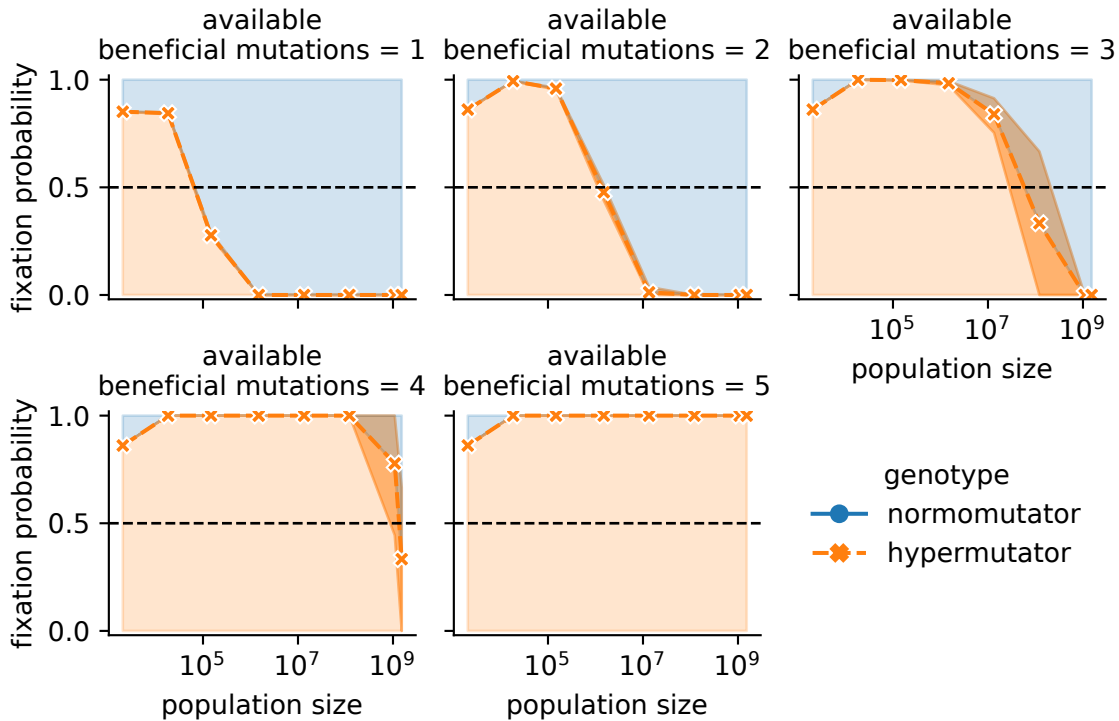 available
beneficial mutations = 1
available
beneficial mutations = 2
available
beneficial mutations = 3
fixation probability
1.0
0.5
0.0
10^5
10^7
10^9
population size
available
beneficial mutations = 4
available
beneficial mutations = 5
fixation probability
1.0
0.5
0.0
10^5
10^7
10^9
population size
10^5
10^7
10^9
population size
genotype
normomutator
hypermutator